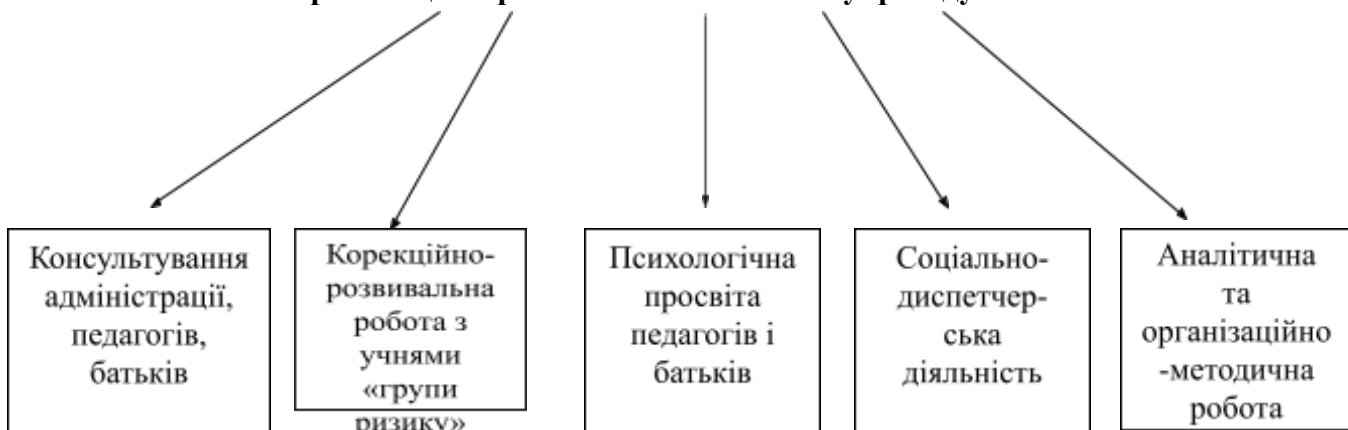 Консультування
адміністрації,
педагогів,
батьків
Корекційно-
розвивальна
робота з
учнями
«групи
ризику»
Психологічна
просвіта
педагогів і
батьків
Соціально-
диспетчер-
ська
діяльність
Аналітична
та
організаційно
-методична
робота